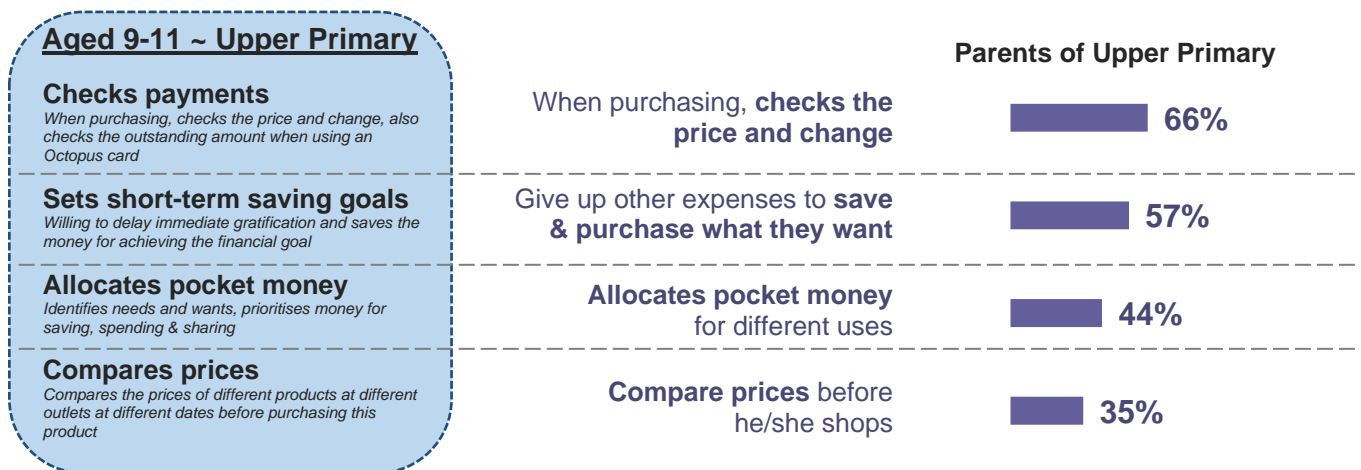 Aged 9-11 ~ Upper Primary
Parents of Upper Primary
Checks payments
When purchasing, checks the price and change, also
checks the outstanding amount when using an
Octopus card
When purchasing, checks the
price and change
66%
Sets short-term saving goals
Willing to delay immediate gratification and saves the
money for achieving the financial goal
Give up other expenses to save
& purchase what they want
57%
Allocates pocket money
Identifies needs and wants, prioritises money for
saving, spending & sharing
Allocates pocket money
for different uses
44%
Compares prices
Compares the prices of different products at different
outlets at different dates before purchasing this
product
Compare prices before
he/she shops
35%